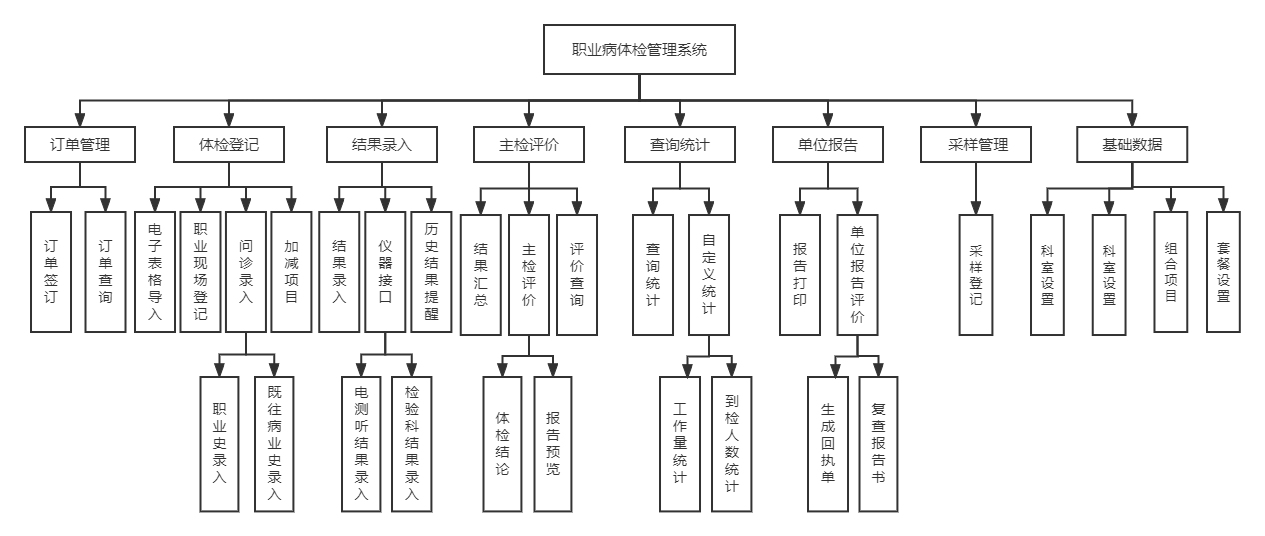 职业病体检管理系统
订单管理
体检登记
结果录入
主检评价
查询统计
单位报告
采样管理
基础数据
订单签订
订单查询
电子表格导入
职业现场登记
问诊录入
加减项目
结果录入
仪器接口
历史结果提醒
结果汇总
主检评价
评价查询
查询统计
自定义统计
报告打印
单位报告评价
采样登记
科室设置
科室设置
组合项目
套餐设置
职业史录入
既往病业史录入
电测听结果录入
检验科结果录入
体检结论
报告预览
工作量统计
到检人数统计
生成回执单
复查报告书